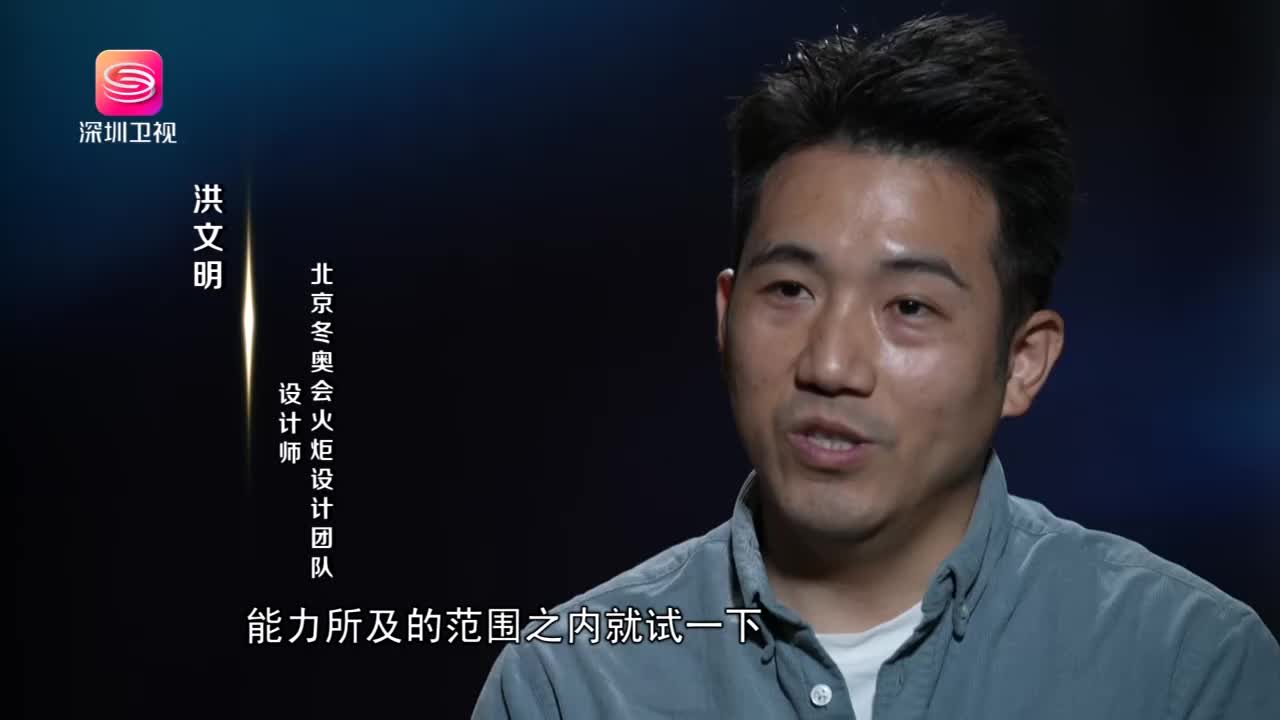 深圳卫视
洪文明
北京冬奥会火炬设计团队
设计师
能力所及的范围之内就试一下